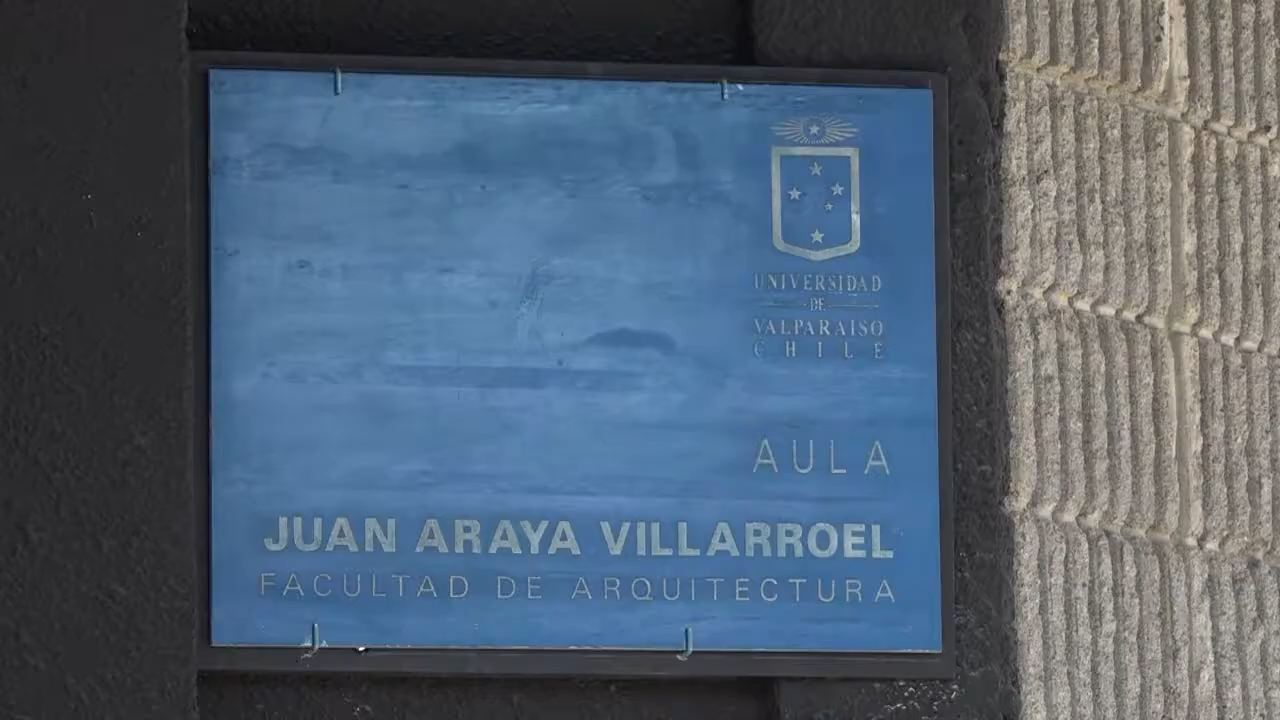 UNIVERSIDAD
DE
VALPARAISO
CHILE
AULA
JUAN ARAYA VILLARROEL
FACULTAD DE ARQUITECTURA